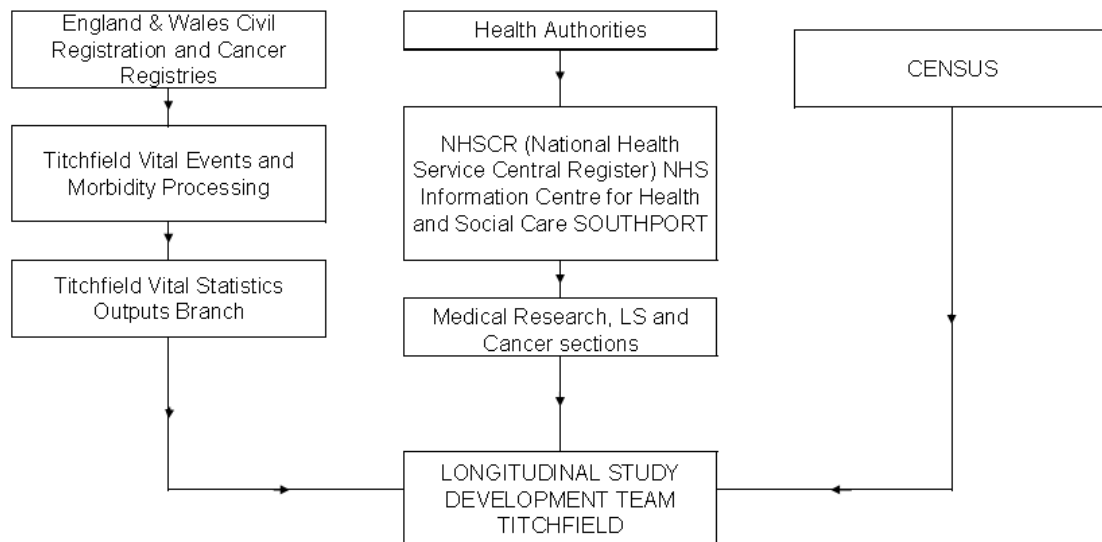 England & Wales Civil
Registration and Cancer
Registries
Health Authorities
CENSUS
Titchfield Vital Events and
Morbidity Processing
NHSCR (National Health
Service Central Register) NHS
Information Centre for Health
and Social Care SOUTHPORT
Titchfield Vital Statistics
Outputs Branch
Medical Research, LS and
Cancer sections
LONGITUDINAL STUDY
DEVELOPMENT TEAM
TITCHFIELD